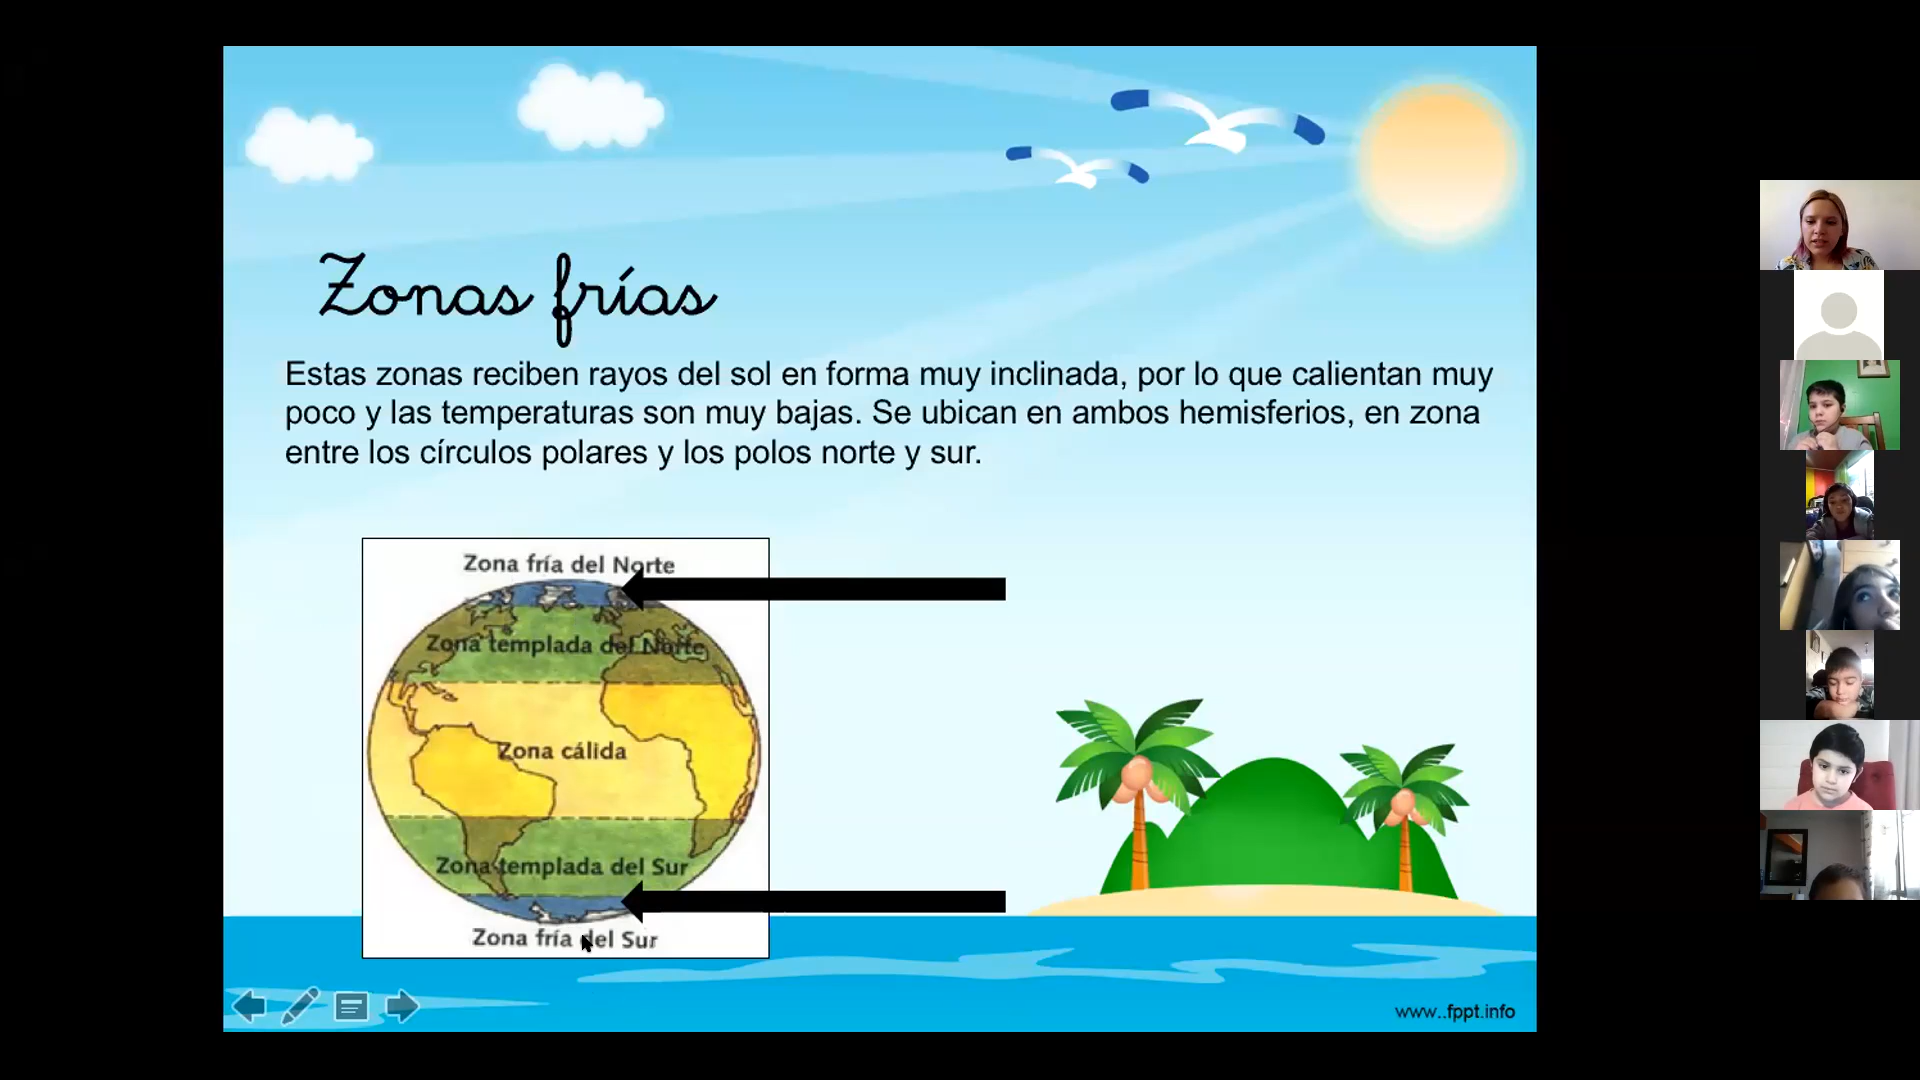 Zonas frías
Estas zonas reciben rayos del sol en forma muy inclinada, por lo que calientan muy
poco y las temperaturas son muy bajas. Se ubican en ambos hemisferios, en zona
entre los círculos polares y los polos norte y sur.
Zona fría del Norte
Zona templada del Norte
Zona cálida
Zona templada del Sur
Zona fría del Sur
www..fppt.info